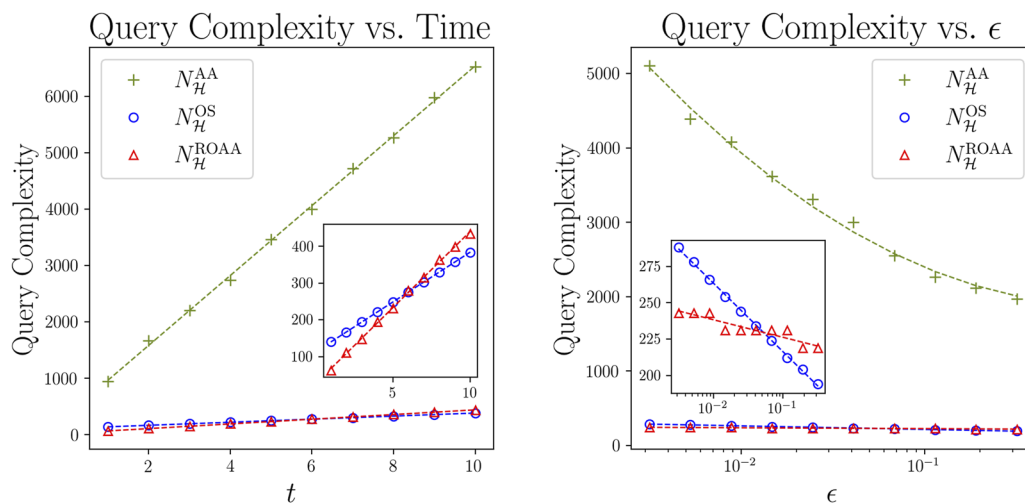 Query Complexity vs. Time
Query Complexity
6000
5000
4000
3000
2000
1000
0
N_ℋ^AA
N_ℋ^OS
N_ℋ^ROAA
400
300
200
100
5
10
2
4
6
8
10
t
Query Complexity vs. ϵ
Query Complexity
5000
4000
3000
2000
1000
0
N_ℋ^AA
N_ℋ^OS
N_ℋ^ROAA
275
250
225
200
10^−2
10^−1
10^−2
10^−1
ϵ